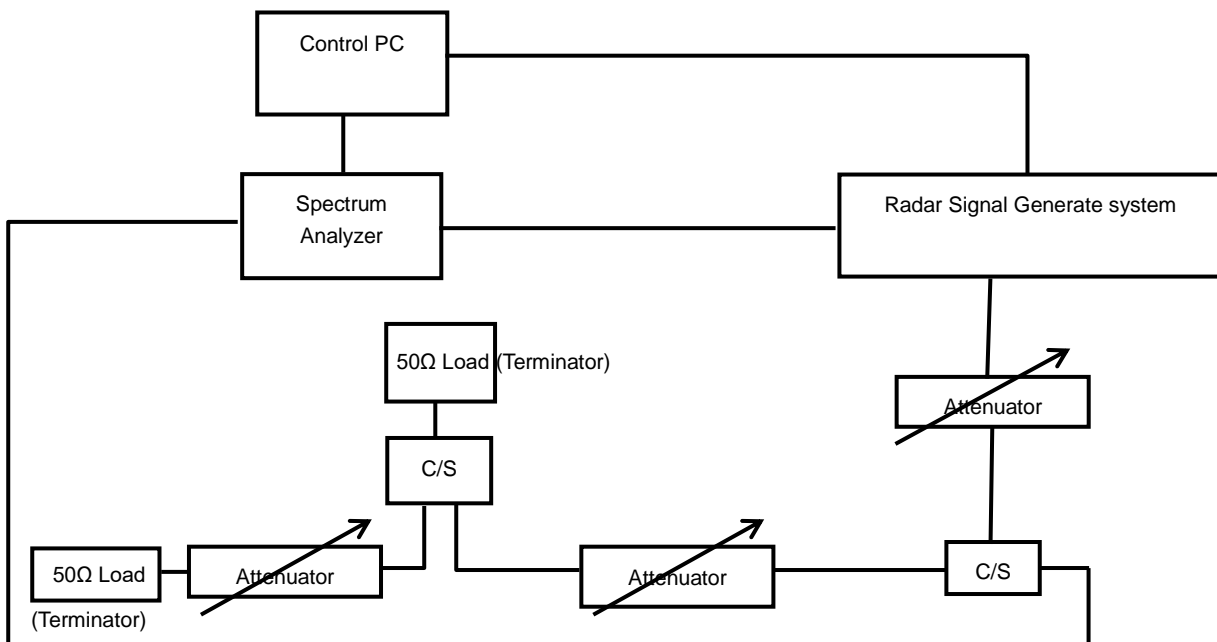 Control PC
Spectrum
Analyzer
Radar Signal Generate system
50Ω Load (Terminator)
Attenuator
C/S
50Ω Load
(Terminator)
Attenuator
Attenuator
C/S